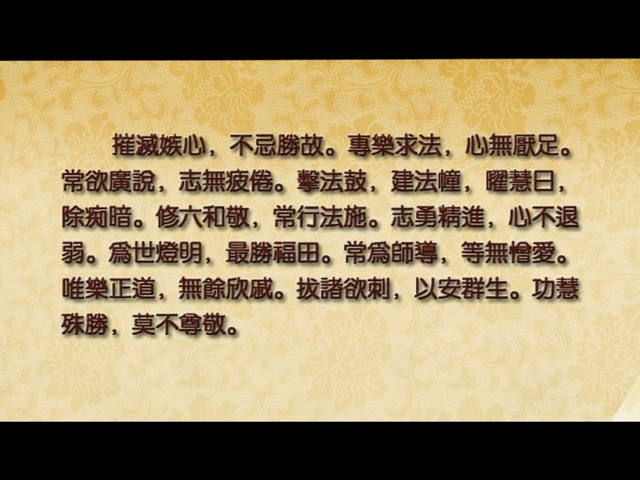 摧滅嫉心，不忌勝故。專樂求法，心無厭足。
常欲廣說，志無疲倦。擊法鼓，建法幢，曜慧日，
除痴暗。修六和敬，常行法施。志勇精進，心不退
弱。為世燈明，最勝福田。常為師導，等無憎愛。
唯樂正道，無餘欣戚。拔諸欲刺，以安群生。功慧
殊勝，莫不尊敬。